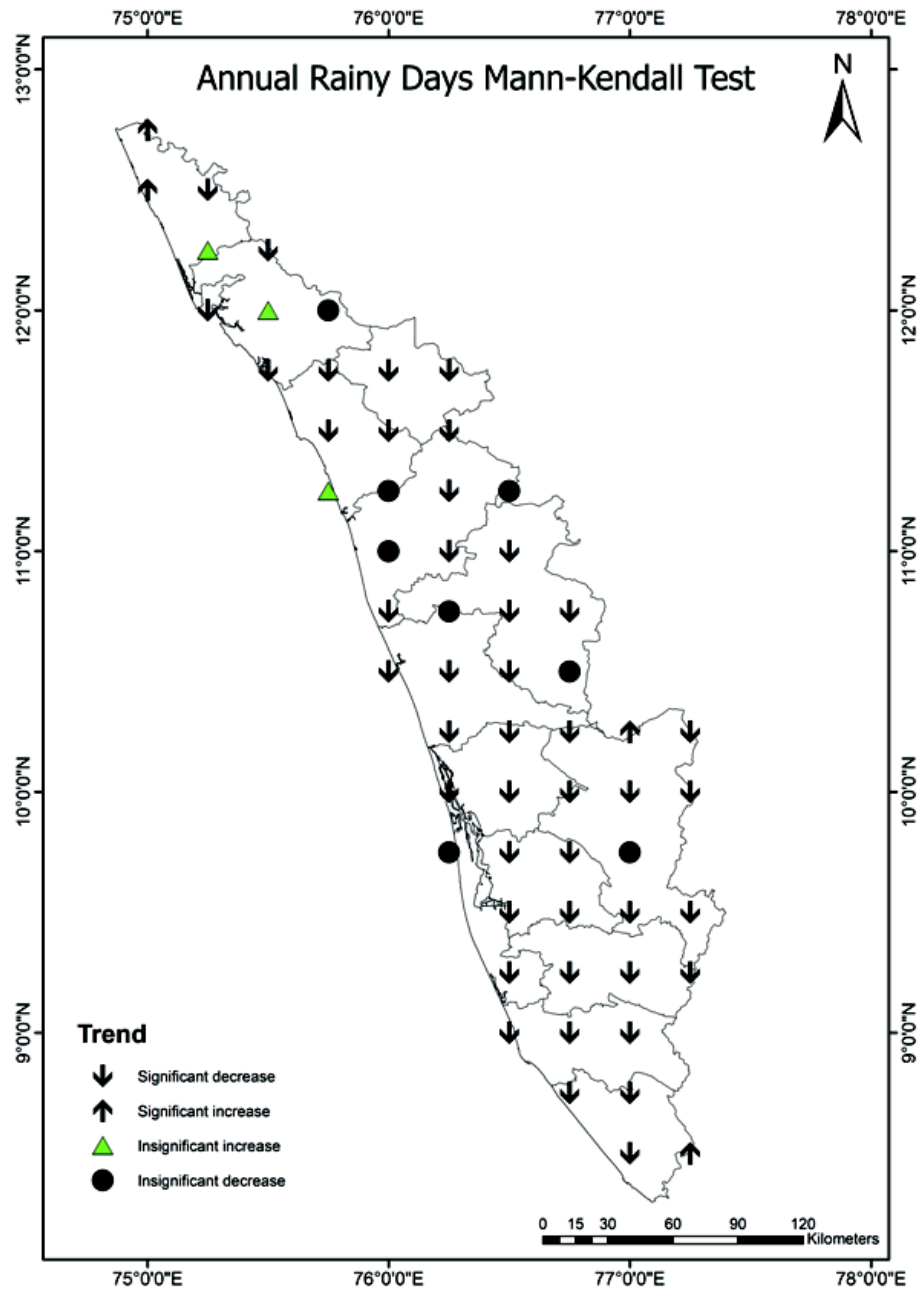 75°0'0"E 76°0'0"E 77°0'0"E 78°0'0"E
Annual Rainy Days Mann-Kendall Test
N
13°0'0"N
13°0'0"N
12°0'0"N
12°0'0"N
11°0'0"N
11°0'0"N
10°0'0"N
10°0'0"N
9°0'0"N
9°0'0"N
Trend
Significant decrease
Significant increase
Insignificant increase
Insignificant decrease
0 15 30 60 90 120
Kilometers
75°0'0"E 76°0'0"E 77°0'0"E 78°0'0"E